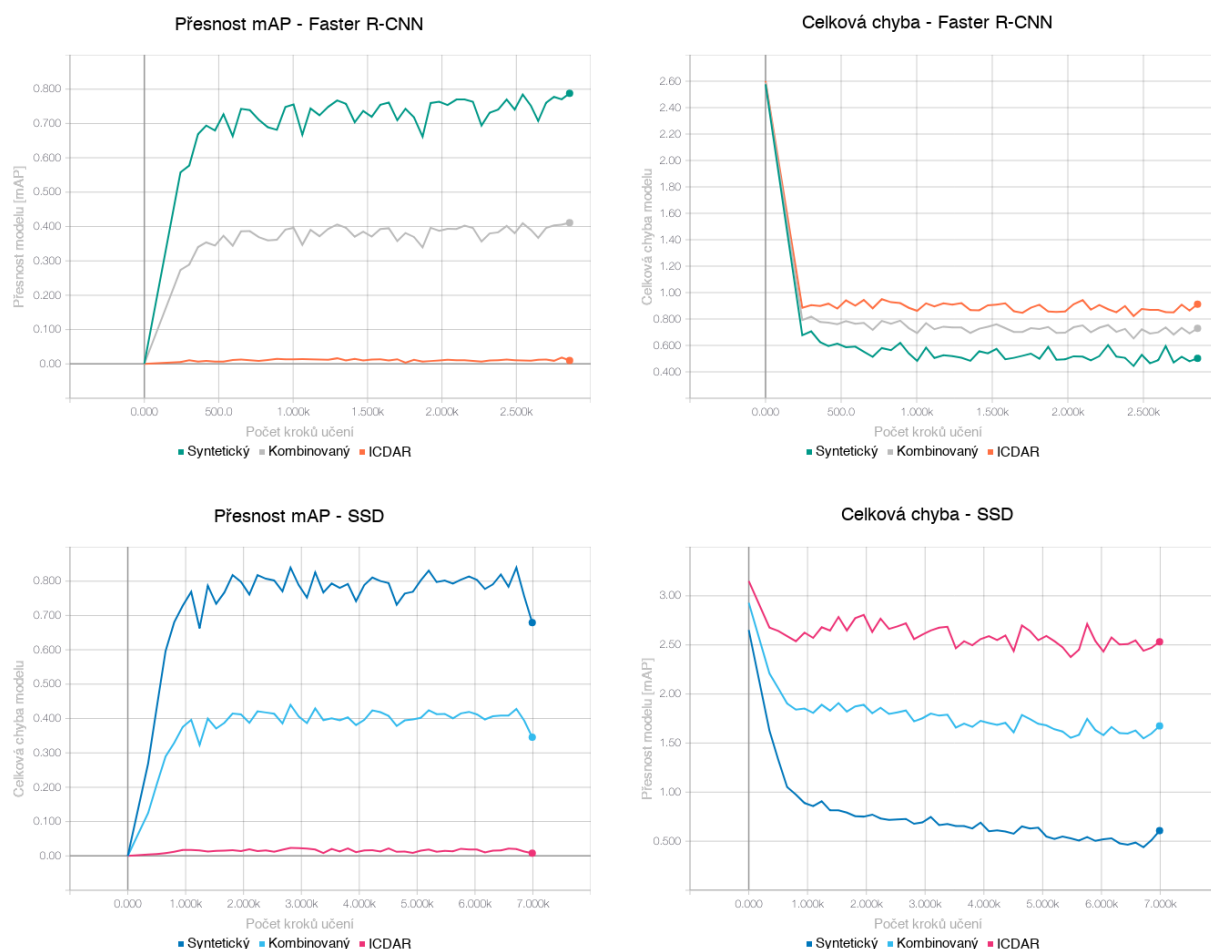 Přesnost mAP - Faster R-CNN
Přesnost modelu [mAP]
0.800
0.700
0.600
0.500
0.400
0.300
0.200
0.100
0.00
0.000 500.0 1.000k 1.500k 2.000k 2.500k
Počet kroků učení
Syntetický Kombinovaný ICDAR
Celková chyba - Faster R-CNN
Celková chyba modelu
2.60
2.40
2.20
2.00
1.80
1.60
1.40
1.20
1.00
0.800
0.600
0.400
0.000 500.0 1.000k 1.500k 2.000k 2.500k
Počet kroků učení
Syntetický Kombinovaný ICDAR
Přesnost mAP - SSD
Celková chyba modelu
0.800
0.700
0.600
0.500
0.400
0.300
0.200
0.100
0.00
0.000 1.000k 2.000k 3.000k 4.000k 5.000k 6.000k 7.000k
Počet kroků učení
Syntetický Kombinovaný ICDAR
Celková chyba - SSD
Přesnost modelu [mAP]
3.00
2.50
2.00
1.50
1.00
0.500
0.000 1.000k 2.000k 3.000k 4.000k 5.000k 6.000k 7.000k
Počet kroků učení
Syntetický Kombinovaný ICDAR